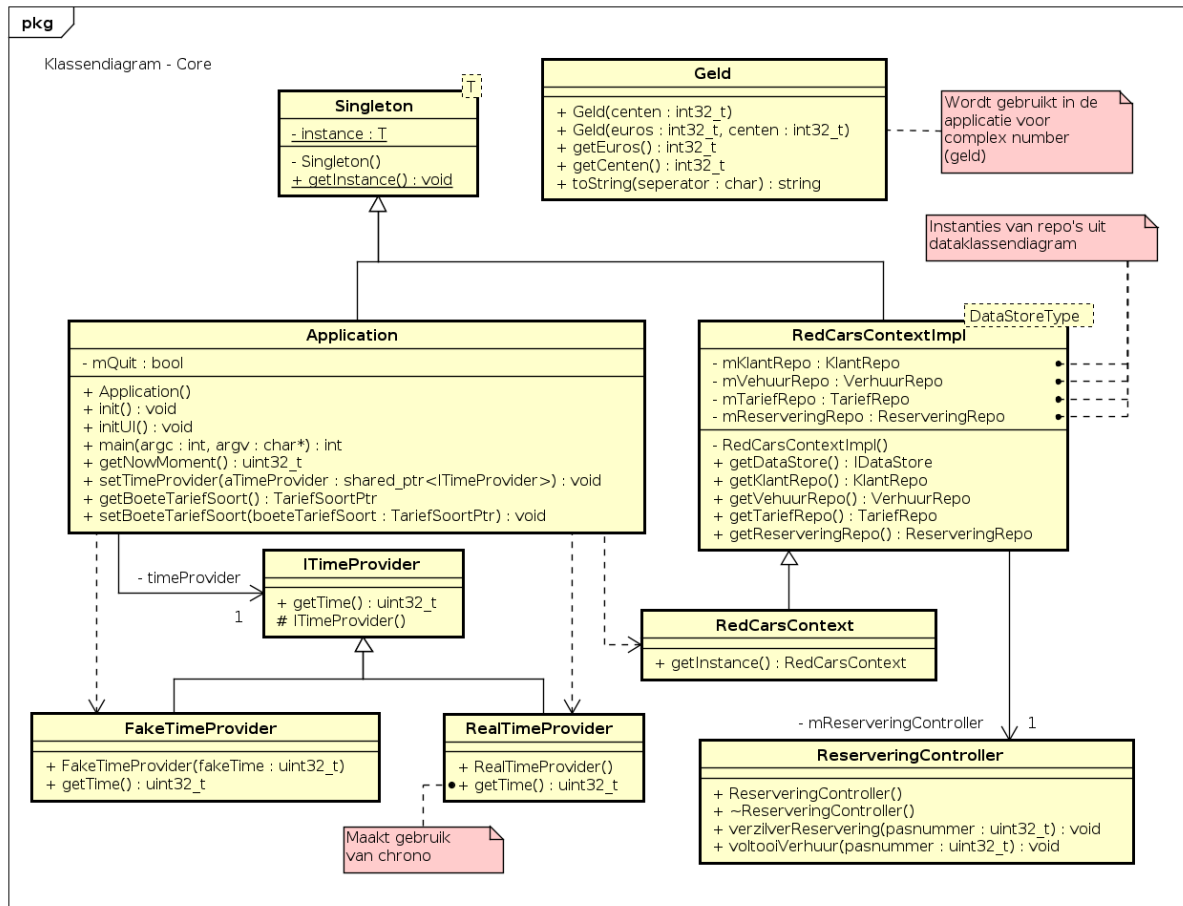 pkg
Klassendiagram - Core
T
Singleton
- instance : T
- Singleton()
+ getInstance() : void
Geld
+ Geld(centen : int32_t)
+ Geld(euros : int32_t, centen : int32_t)
+ getEuros() : int32_t
+ getCenten() : int32_t
+ toString(seperator : char) : string
Wordt gebruikt in de
applicatie voor
complex number
(geld)
Instanties van repo's uit
dataklassendiagram
Application
- mQuit : bool
+ Application()
+ init() : void
+ initUI() : void
+ main(argc : int, argv : char*) : int
+ getNowMoment() : uint32_t
+ setTimeProvider(aTimeProvider : shared_ptr<ITimeProvider>) : void
+ getBoeteTariefSoort() : TariefSoortPtr
+ setBoeteTariefSoort(boeteTariefSoort : TariefSoortPtr) : void
DataStoreType
RedCarsContextImpl
- mKlantRepo : KlantRepo
- mVehuurRepo : VerhuurRepo
- mTariefRepo : TariefRepo
- mReserveringRepo : ReserveringRepo
- RedCarsContextImpl()
+ getDataStore() : IDataStore
+ getKlantRepo() : KlantRepo
+ getVehuurRepo() : VerhuurRepo
+ getTariefRepo() : TariefRepo
+ getReserveringRepo() : ReserveringRepo
- timeProvider
1
ITimeProvider
+ getTime() : uint32_t
# ITimeProvider()
RedCarsContext
+ getInstance() : RedCarsContext
FakeTimeProvider
+ FakeTimeProvider(fakeTime : uint32_t)
+ getTime() : uint32_t
RealTimeProvider
+ RealTimeProvider()
+ getTime() : uint32_t
Maakt gebruik
van chrono
- mReserveringController
1
ReserveringController
+ ReserveringController()
+ ~ReserveringController()
+ verzilverReservering(pasnummer : uint32_t) : void
+ voltooiVerhuur(pasnummer : uint32_t) : void